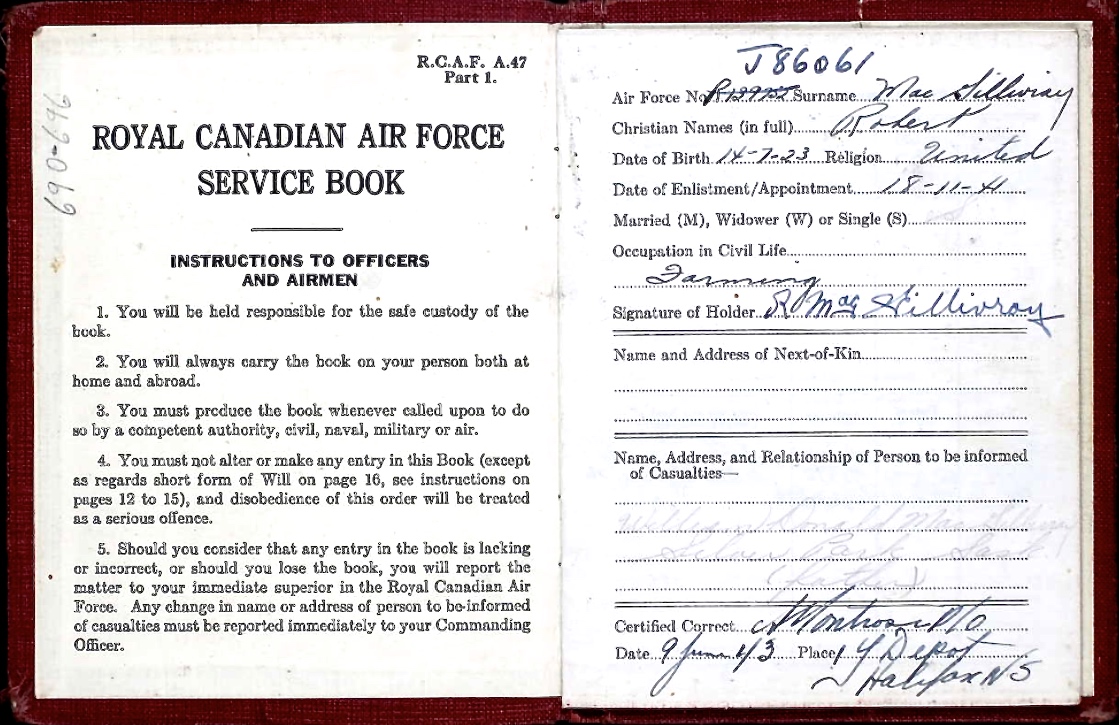 690-696
R.C.A.F. A.47
Part 1.
ROYAL CANADIAN AIR FORCE
SERVICE BOOK
INSTRUCTIONS TO OFFICERS
AND AIRMEN
1. You will be held responsible for the safe custody of the
book.
2. You will always carry the book on your person both at
home and abroad.
3. You must produce the book whenever called upon to do
so by a competent authority, civil, naval, military or air.
4. You must not alter or make any entry in this Book (except
as regards short form of Will on page 16, see instructions on
pages 12 to 15), and disobedience of this order will be treated
as a serious offence.
5. Should you consider that any entry in the book is lacking
or incorrect, or should you lose the book, you will report the
matter to your immediate superior in the Royal Canadian Air
Force. Any change in name or address of person to be informed
of casualties must be reported immediately to your Commanding
Officer.
J86061
Air Force No. Surname Mac Gillivray
Christian Names (in full) Robert
Date of Birth 14-7-23 Religion United
Date of Enlistment/Appointment 18-11-41
Married (M), Widower (W) or Single (S) S
Occupation in Civil Life
Farming
Signature of Holder R Mac Gillivray
Name and Address of Next-of-Kin
Name, Address, and Relationship of Person to be informed
of Casualties—
William Donald Mac Gillivray
Silver Park Sask
(Father)
Certified Correct P/O
Date 9 June 43 Place 1 Y Depot
Halifax NS